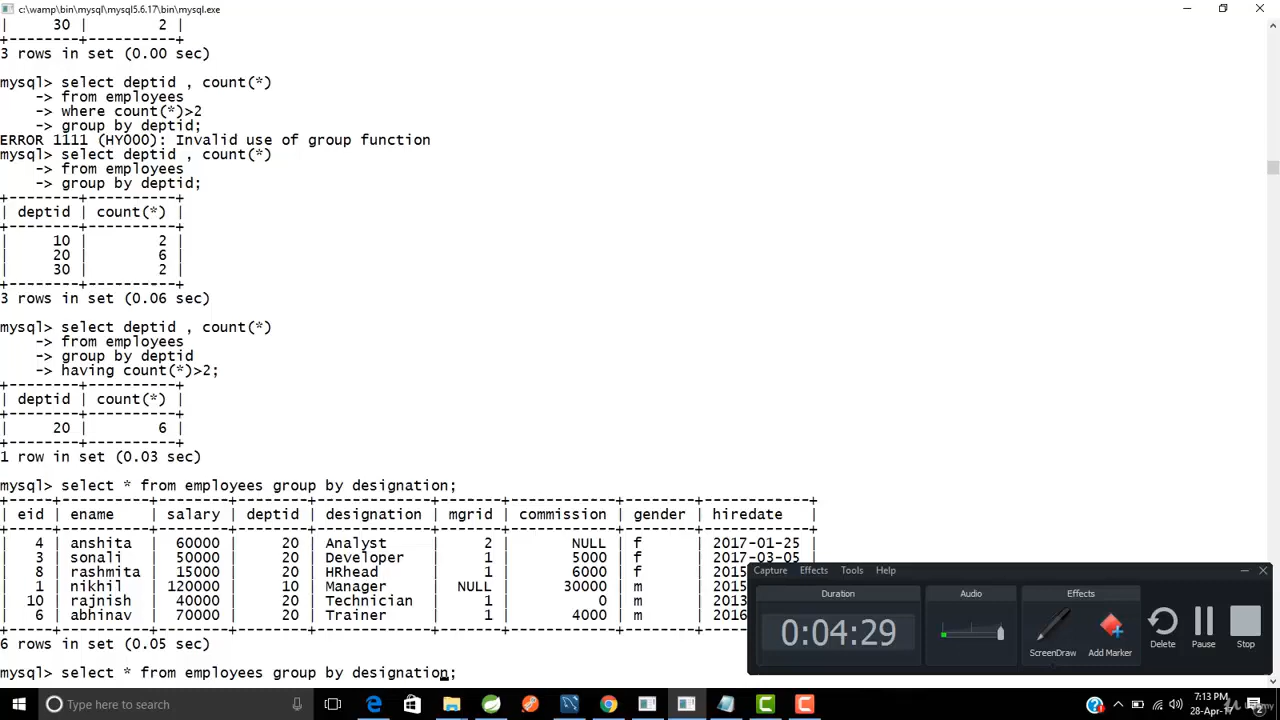 c:\wamp\bin\mysql\mysql5.6.17\bin\mysql.exe
|    30 |        2 |
+--------+----------+
3 rows in set (0.00 sec)
mysql> select deptid , count(*)
    -> from employees
    -> where count(*)>2
    -> group by deptid;
ERROR 1111 (HY000): Invalid use of group function
mysql> select deptid , count(*)
    -> from employees
    -> group by deptid;
+--------+----------+
| deptid | count(*) |
+--------+----------+
|     10 |        2 |
|     20 |        6 |
|     30 |        2 |
+--------+----------+
3 rows in set (0.06 sec)
mysql> select deptid , count(*)
    -> from employees
    -> group by deptid
    -> having count(*)>2;
+--------+----------+
| deptid | count(*) |
+--------+----------+
|     20 |        6 |
+--------+----------+
1 row in set (0.03 sec)
mysql> select * from employees group by designation;
+-----+----------+--------+--------+-------------+-------+------------+--------+------------+
| eid | ename    | salary | deptid | designation | mgrid | commission | gender | hiredate   |
+-----+----------+--------+--------+-------------+-------+------------+--------+------------+
|   4 | anshita  |  60000 |     20 | Analyst     |     2 |       NULL | f      | 2017-01-25 |
|   3 | sonali   |  50000 |     20 | Developer   |     1 |       5000 | f      | 2017-03-05 |
|   8 | rashmita |  15000 |     20 | HRhead      |     1 |       6000 | f      | 2015
|   1 | nikhil   | 120000 |     10 | Manager     |  NULL |      30000 | m      | 2015
|  10 | rajnish  |  40000 |     20 | Technician  |     1 |          0 | m      | 2013
|   6 | abhinav  |  70000 |     20 | Trainer     |     1 |       4000 | m      | 2016
+-----+----------+--------+--------+-------------+-------+------------+--------+
6 rows in set (0.05 sec)
mysql> select * from employees group by designation;
Capture Effects Tools Help
Duration Audio Effects
0:04:29
ScreenDraw Add Marker Delete Pause Stop
Type here to search
7:13 PM
28-Apr-17